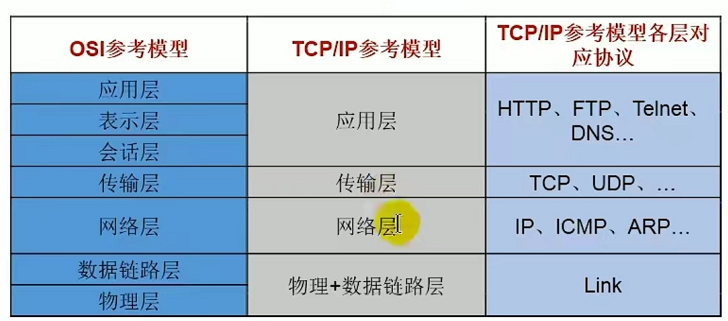 OSI参考模型
TCP/IP参考模型
TCP/IP参考模型各层对
应协议
应用层
表示层
会话层
应用层
HTTP、FTP、Telnet、
DNS...
传输层
传输层
TCP、UDP、...
网络层
网络层
IP、ICMP、ARP...
数据链路层
物理层
物理+数据链路层
Link